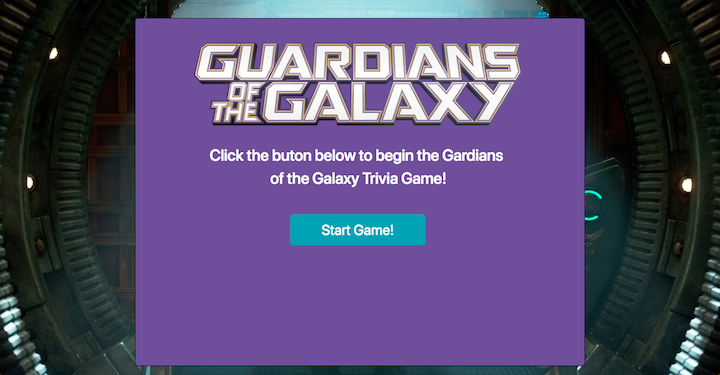 GUARDIANS
OF THE GALAXY
Click the buton below to begin the Gardians
of the Galaxy Trivia Game!
Start Game!